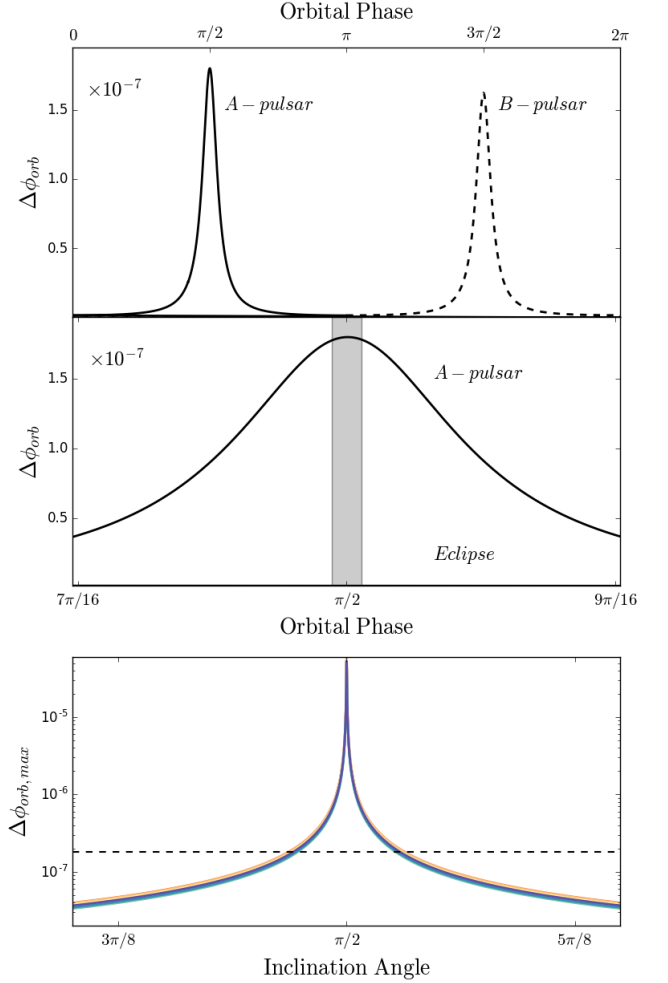 Orbital Phase
0 π/2 π 3π/2 2π
×10⁻⁷ A − pulsar B − pulsar
1.5
1.0
0.5
Δϕorb
×10⁻⁷ A − pulsar
1.5
1.0
0.5
Δϕorb
Eclipse
7π/16 π/2 9π/16
Orbital Phase
10⁻⁵
10⁻⁶
10⁻⁷
Δϕorb,max
3π/8 π/2 5π/8
Inclination Angle